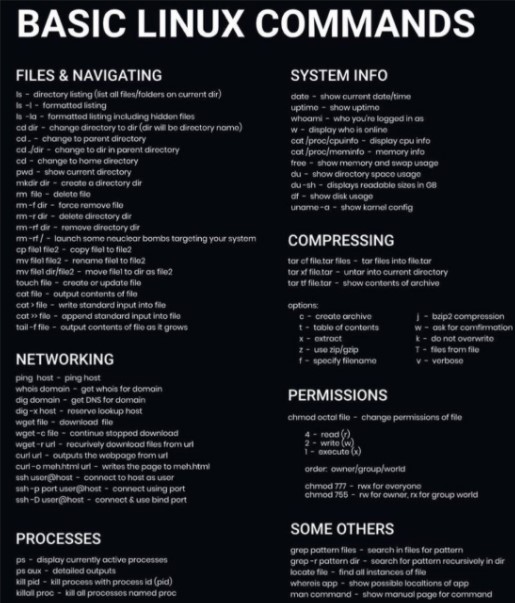 BASIC LINUX COMMANDS
FILES & NAVIGATING
ls - directory listing (list all files/folders on current dir)
ls -l - formatted listing
ls -la - formatted listing including hidden files
cd dir - change directory to dir (dir will be directory name)
cd .. - change to parent directory
cd ../dir - change to dir in parent directory
cd - change to home directory
pwd - show current directory
mkdir dir - create a directory dir
rm file - delete file
rm -f dir - force remove file
rm -r dir - delete directory dir
rm -rf dir - remove directory dir
rm -rf / - launch some neuclear bombs targeting your system
cp file1 file2 - copy file1 to file2
mv file1 file2 - rename file1 to file2
mv file1 dir/file2 - move file1 to dir as file2
touch file - create or update file
cat file - output contents of file
cat > file - write standard input into file
cat >> file - append standard input into file
tail -f file - output contents of file as it grows
NETWORKING
ping host - ping host
whois domain - get whois for domain
dig domain - get DNS for domain
dig -x host - reserve lookup host
wget file - download file
wget -c file - continue stopped download
wget -r url - recurively download files from url
curl url - outputs the webpage from url
curl -o meh.html url - writes the page to meh.html
ssh user@host - connect to host as user
ssh -p port user@host - connect using port
ssh -D user@host - connect & use bind port
PROCESSES
ps - display currently active processes
ps aux - detailed outputs
kill pid - kill process with process id (pid)
killall proc - kill all processes named proc
SYSTEM INFO
date - show current date/time
uptime - show uptime
whoami - who you're logged in as
w - display who is online
cat /proc/cpuinfo - display cpu info
cat /proc/meminfo - memory info
free - show memory and swap usage
du - show directory space usage
du -sh - displays readable sizes in GB
df - show disk usage
uname -a - show kernel config
COMPRESSING
tar cf file.tar files - tar files into file.tar
tar xf file.tar - untar into current directory
tar tf file.tar - show contents of archive
options:
c - create archive
t - table of contents
x - extract
z - use zip/gzip
f - specify filename
j - bzip2 compression
w - ask for comfirmation
k - do not overwrite
T - files from file
v - verbose
PERMISSIONS
chmod octal file - change permissions of file
4 - read (r)
2 - write (w)
1 - execute (x)
order: owner/group/world
chmod 777 - rwx for everyone
chmod 755 - rw for owner, rx for group world
SOME OTHERS
grep pattern files - search in files for pattern
grep -r pattern dir - search for pattern recursively in dir
locate file - find all instances of file
whereis app - show possible localtions of app
man command - show manual page for command